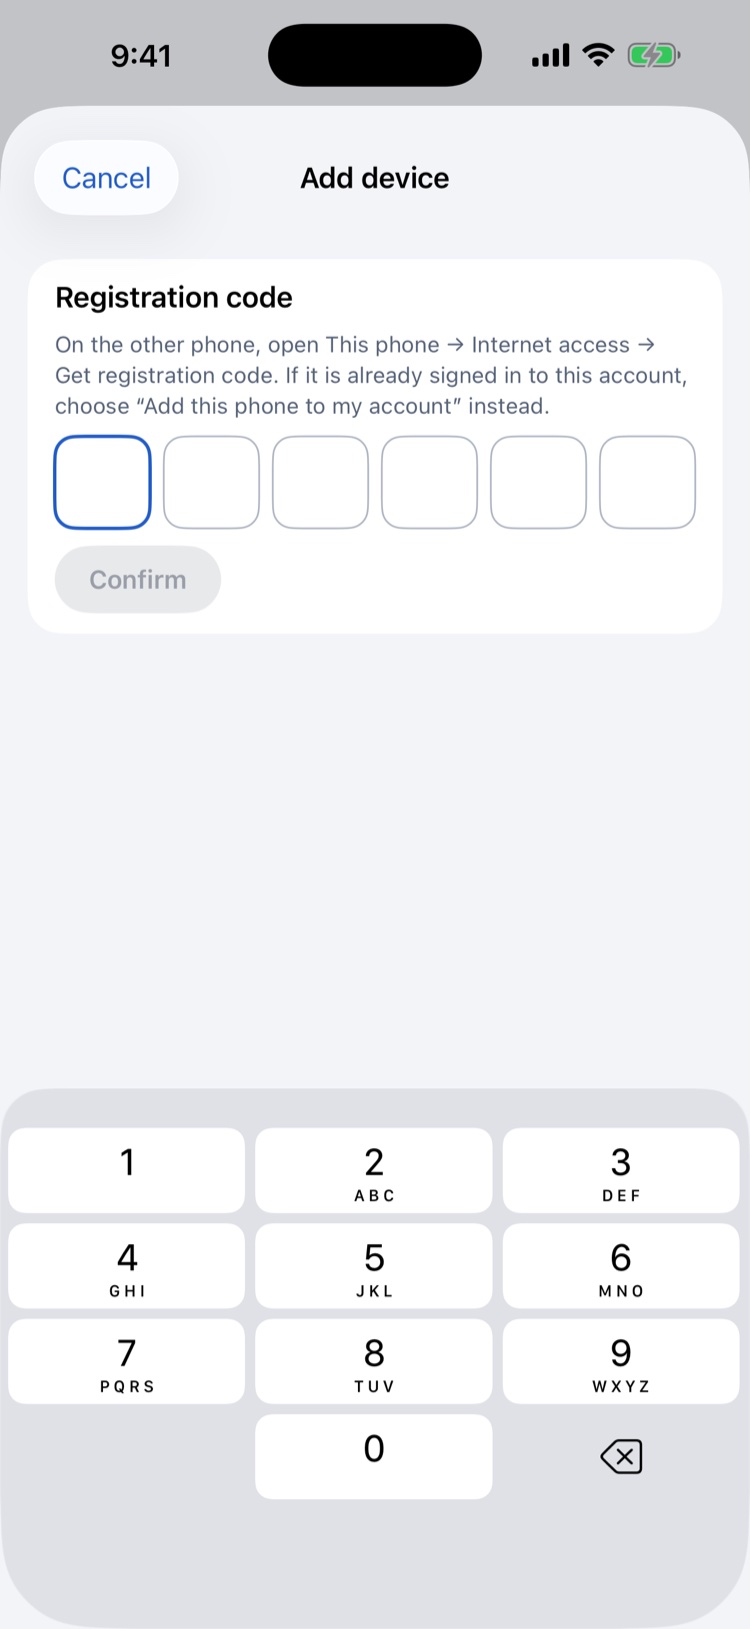 9:41
Cancel
Add device
Registration code
On the other phone, open This phone → Internet access →
Get registration code. If it is already signed in to this account,
choose “Add this phone to my account” instead.
Confirm
1
2
ABC
3
DEF
4
GHI
5
JKL
6
MNO
7
PQRS
8
TUV
9
WXYZ
0